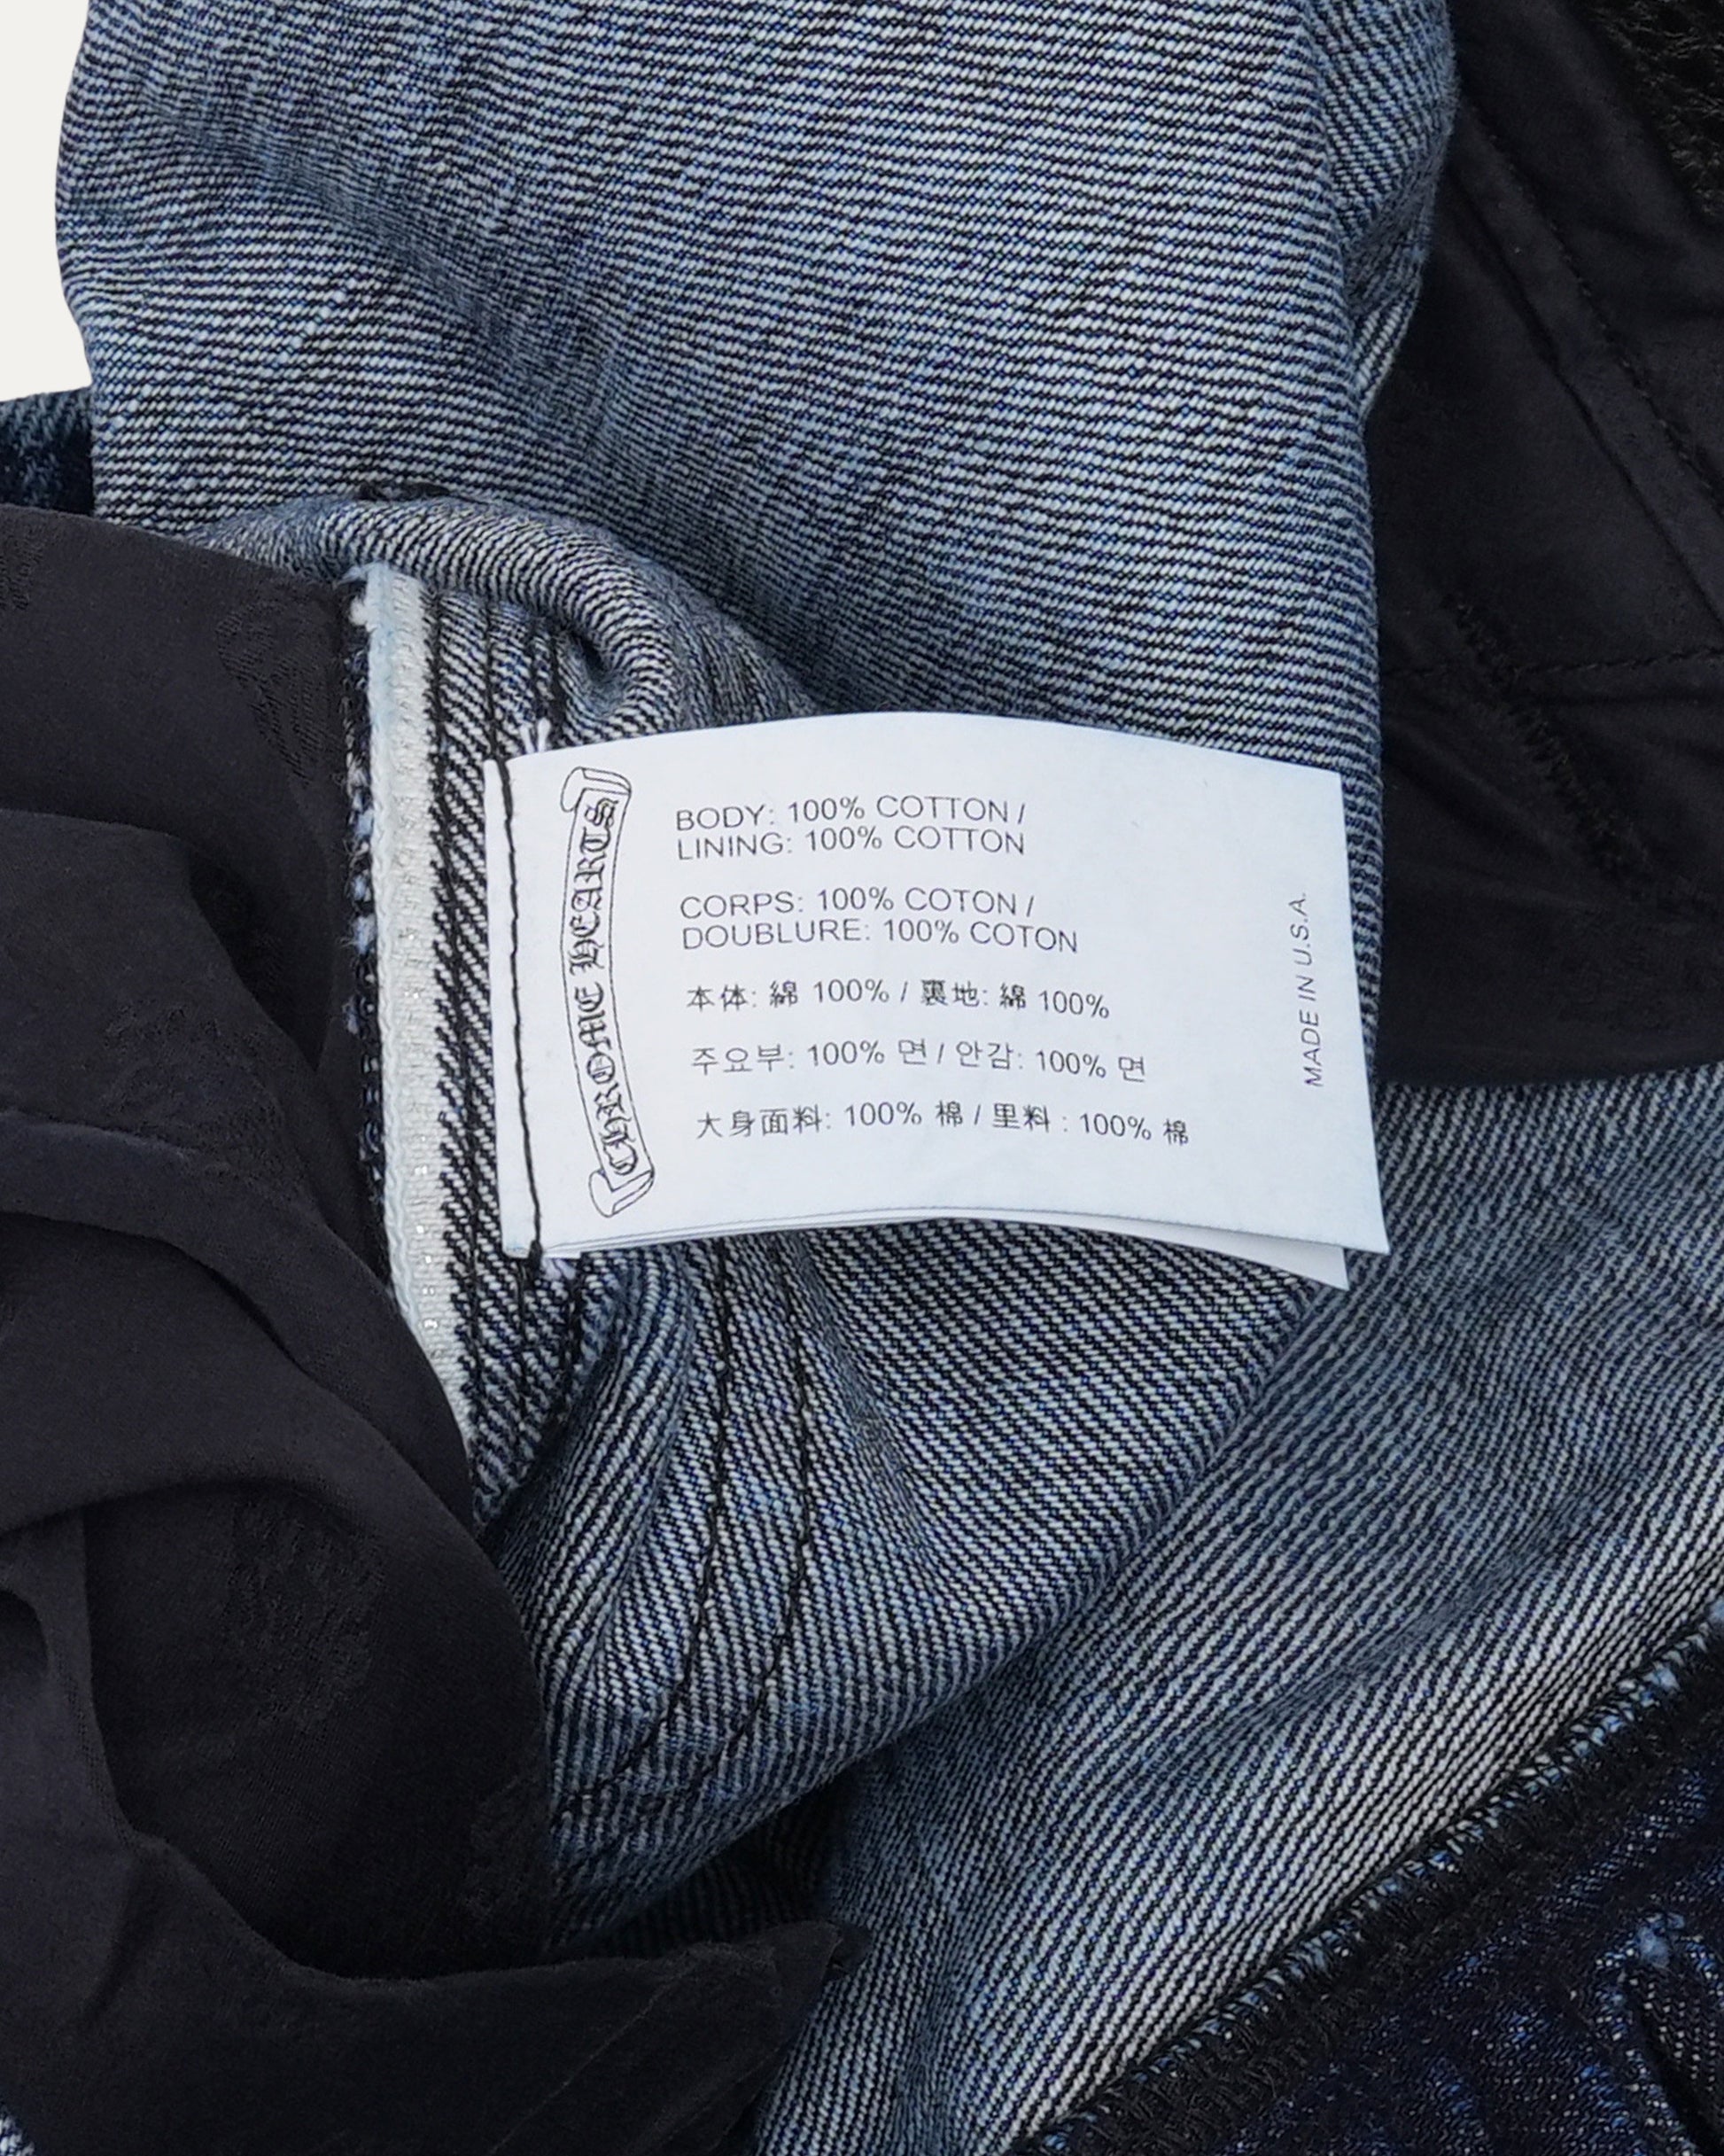 CHROME HEARTS
BODY: 100% COTTON /
LINING: 100% COTTON
CORPS: 100% COTON /
DOUBLURE: 100% COTON
本体: 綿 100% / 裏地: 綿 100%
주요부: 100% 면 / 안감: 100% 면
大身面料: 100% 棉 / 里料 : 100% 棉
MADE IN U.S.A.